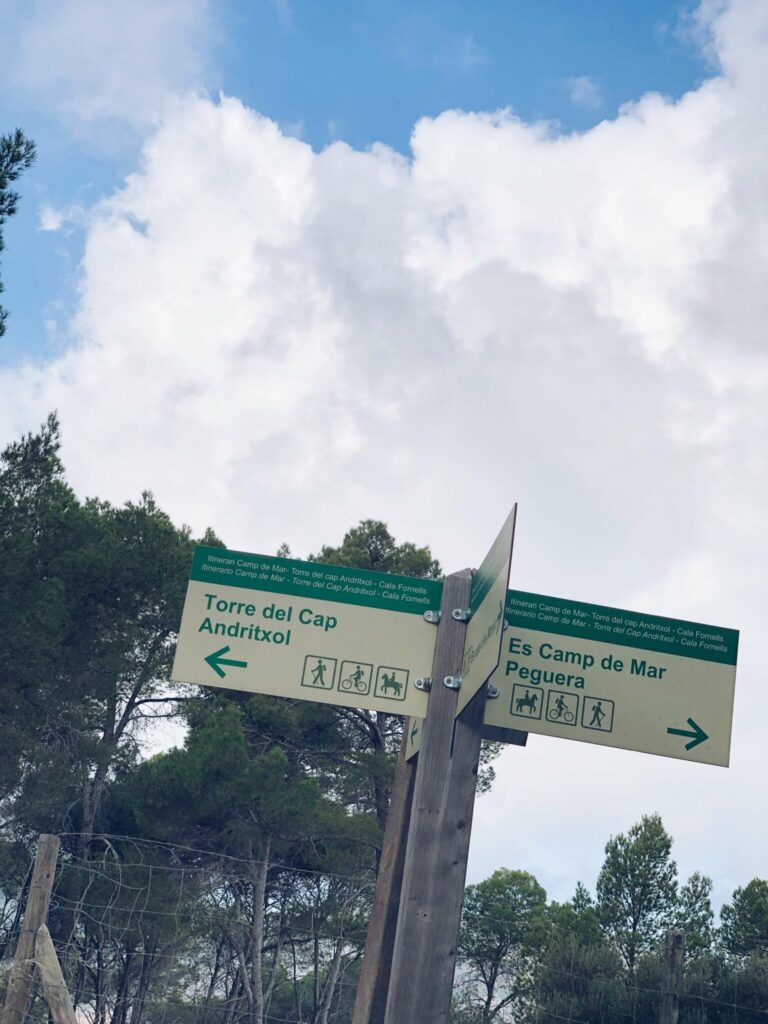 Itinerari Camp de Mar- Torre del cap Andritxol - Cala Fornells
Itinerario Camp de Mar - Torre del Cap Andritxol - Cala Fornells
Torre del Cap
Andritxol
Itinerari Camp de Mar- Torre del cap Andritxol - Cala Fornells
Itinerario Camp de Mar - Torre del Cap Andritxol - Cala Fornells
Es Camp de Mar
Peguera